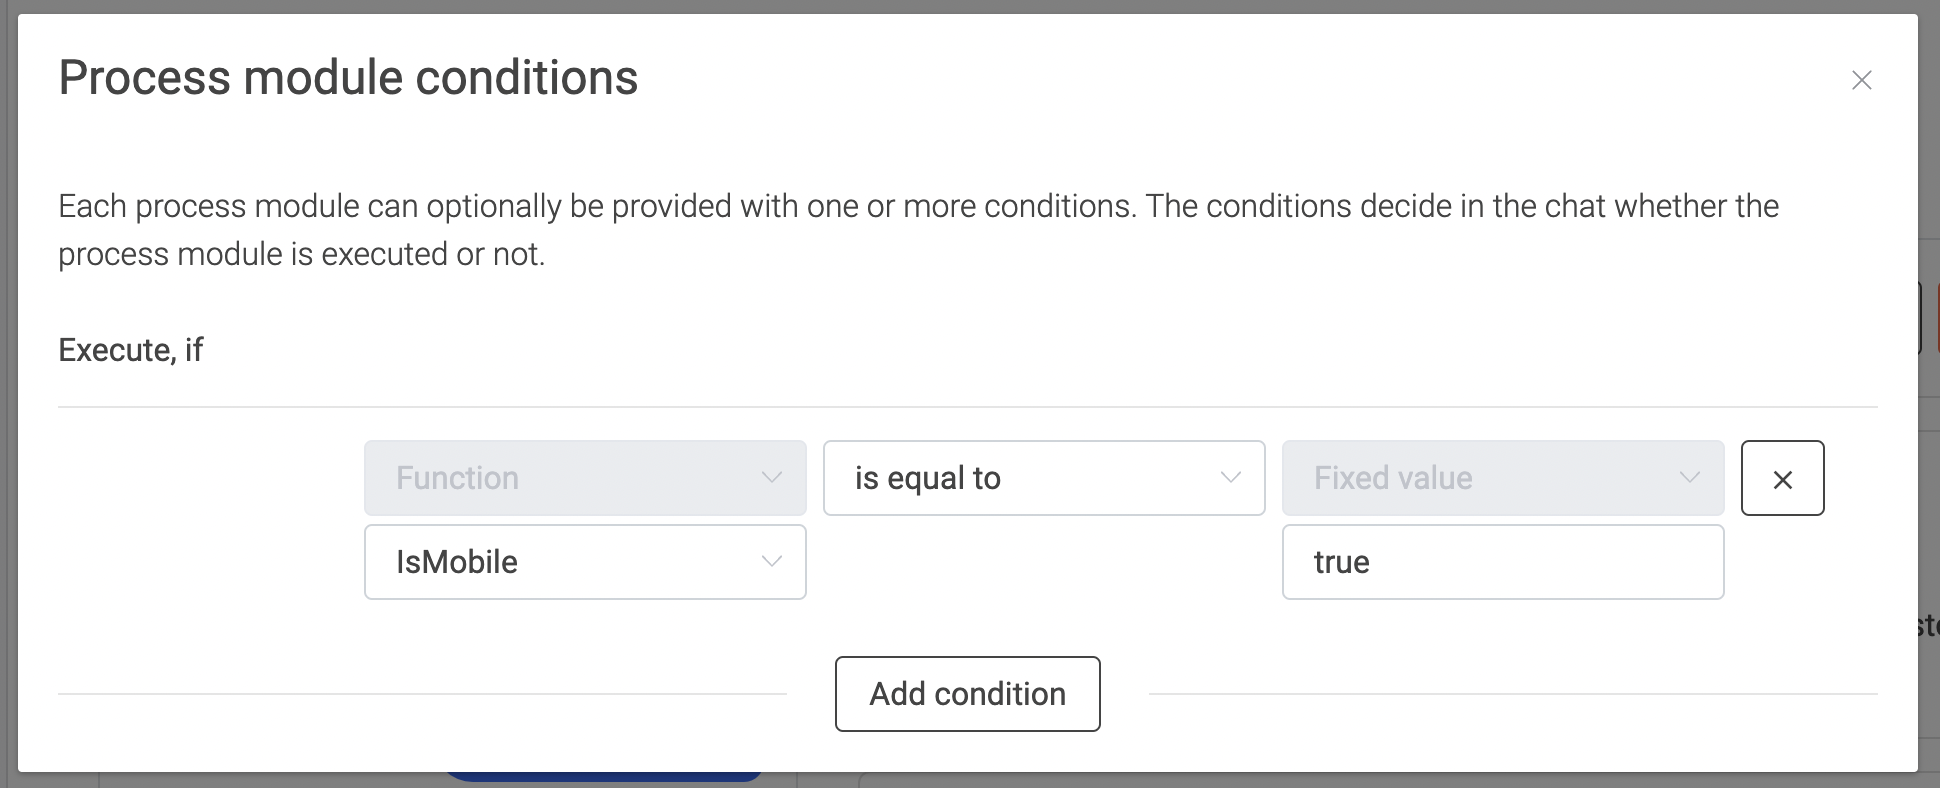 Process module conditions
Each process module can optionally be provided with one or more conditions. The conditions decide in the chat whether the
process module is executed or not.
Execute, if
Function
is equal to
Fixed value
IsMobile
true
Add condition